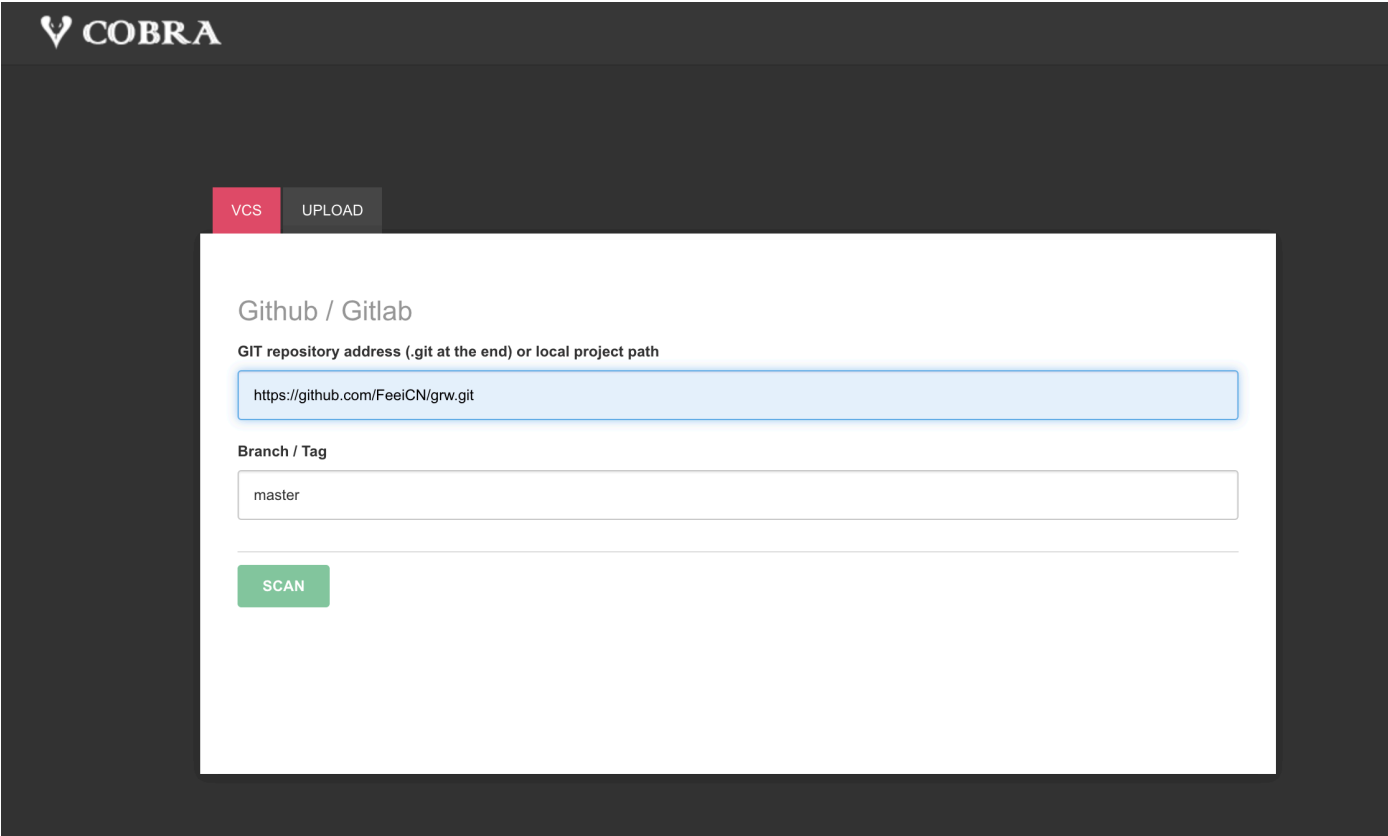 COBRA
VCS UPLOAD
Github / Gitlab
GIT repository address (.git at the end) or local project path
https://github.com/FeeiCN/grw.git
Branch / Tag
master
SCAN